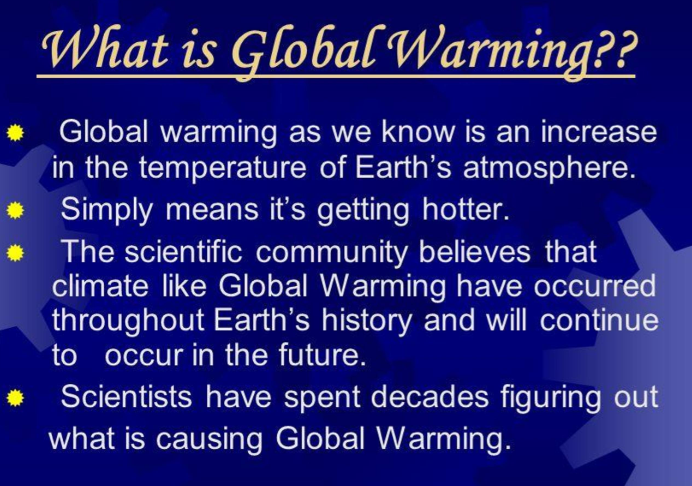 What is Global Warming??
Global warming as we know is an increase
in the temperature of Earth’s atmosphere.
Simply means it’s getting hotter.
The scientific community believes that
climate like Global Warming have occurred
throughout Earth’s history and will continue
to occur in the future.
Scientists have spent decades figuring out
what is causing Global Warming.